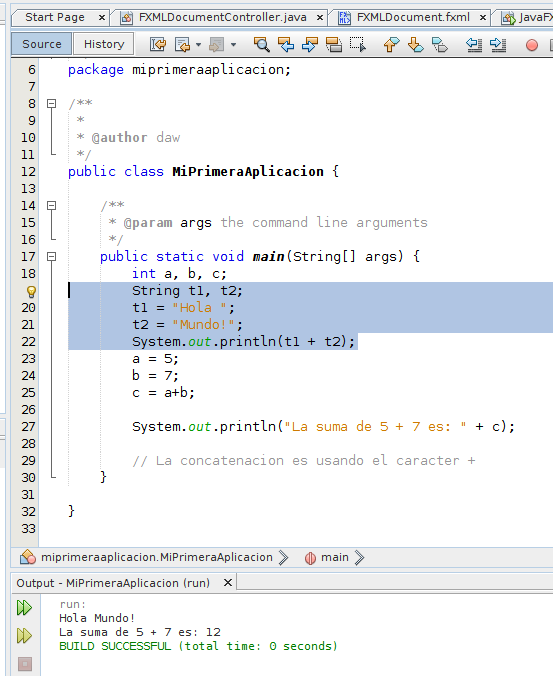 Start Page × FXMLDocumentController.java × FXMLDocument.fxml × JavaFX
Source History
6 package miprimeraaplicacion;
7
8 /**
9  *
10  * @author daw
11  */
12 public class MiPrimeraAplicacion {
13
14     /**
15      * @param args the command line arguments
16      */
17     public static void main(String[] args) {
18         int a, b, c;
        String t1, t2;
20         t1 = "Hola ";
21         t2 = "Mundo!";
22         System.out.println(t1 + t2);
23         a = 5;
24         b = 7;
25         c = a+b;
26
27         System.out.println("La suma de 5 + 7 es: " + c);
28
29         // La concatenacion es usando el caracter +
30     }
31
32 }
33
miprimeraaplicacion.MiPrimeraAplicacion main
Output - MiPrimeraAplicacion (run) ×
run:
Hola Mundo!
La suma de 5 + 7 es: 12
BUILD SUCCESSFUL (total time: 0 seconds)